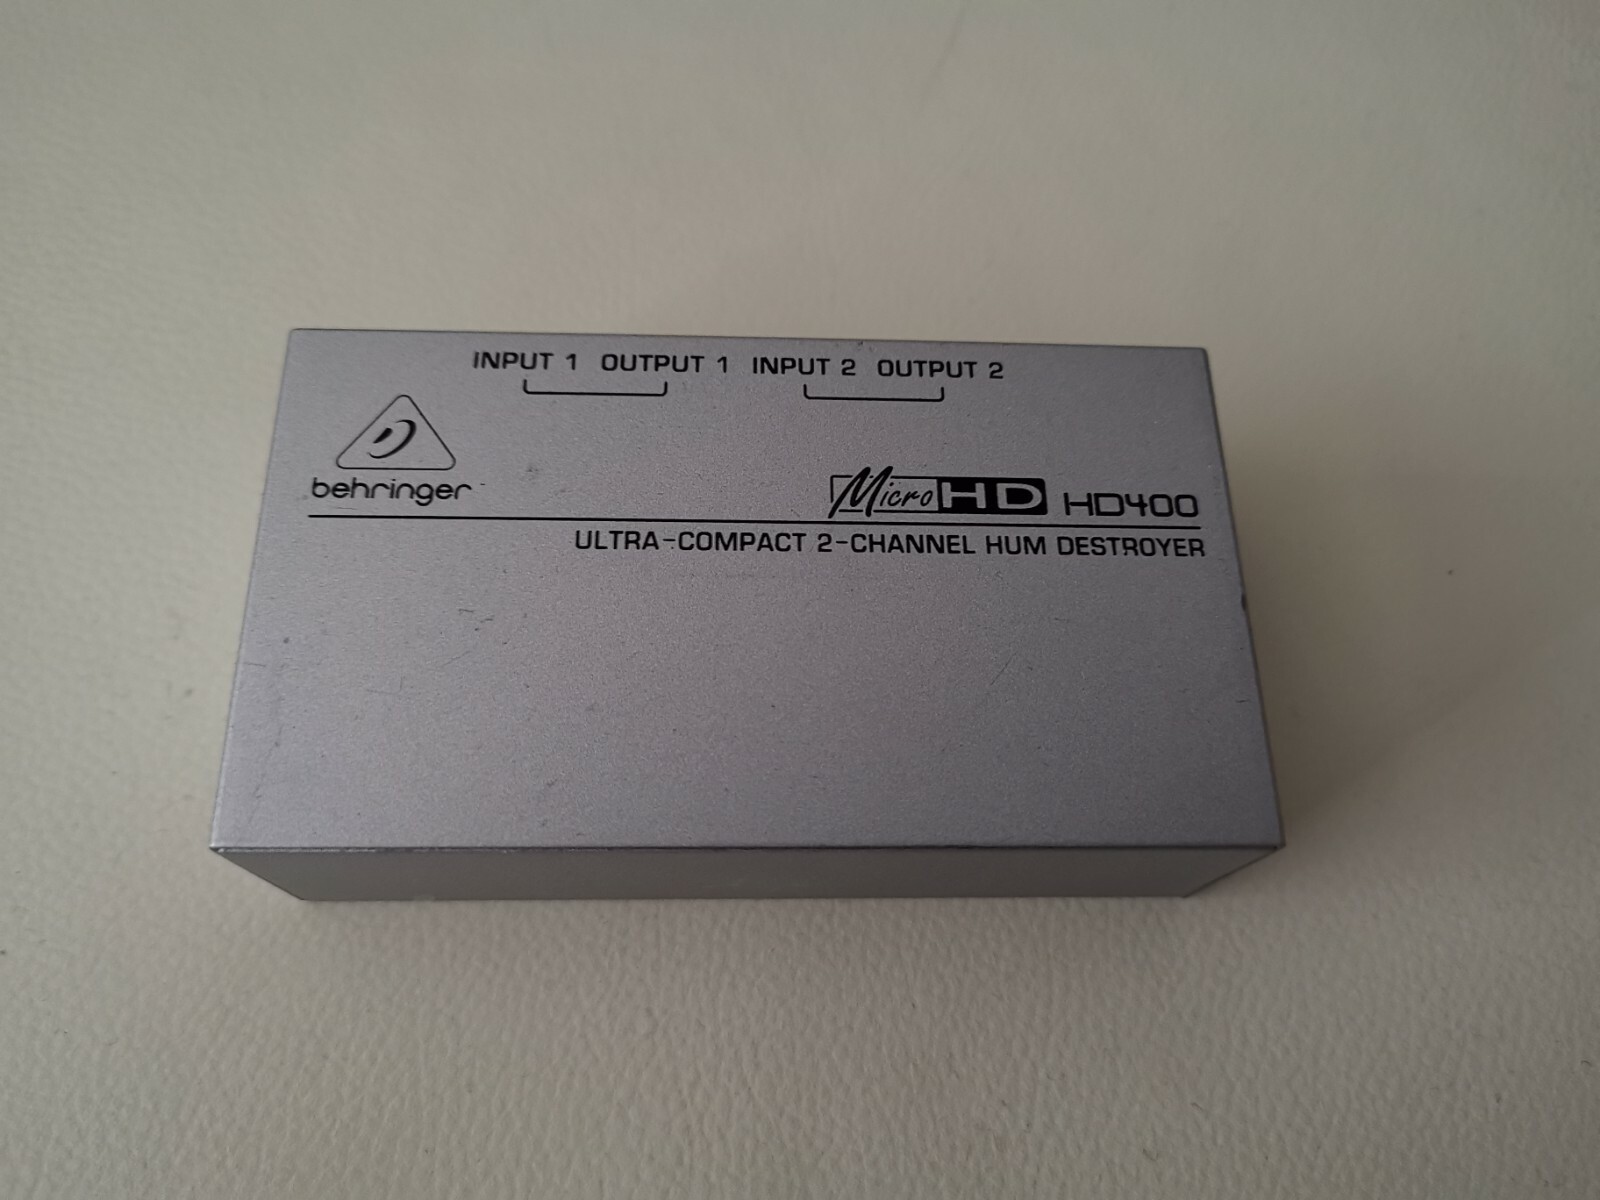 INPUT 1 OUTPUT 1 INPUT 2 OUTPUT 2
behringer
Micro HD HD400
ULTRA-COMPACT 2-CHANNEL HUM DESTROYER